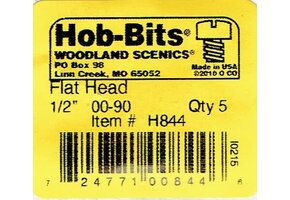 Hob-Bits®
WOODLAND SCENICS®
PO Box 98
Linn Creek, MO 65052
Made in USA
©2010 O CO
Flat Head
1/2" 00-90 Qty 5
Item # H844
I0215
7 24771 00844 6